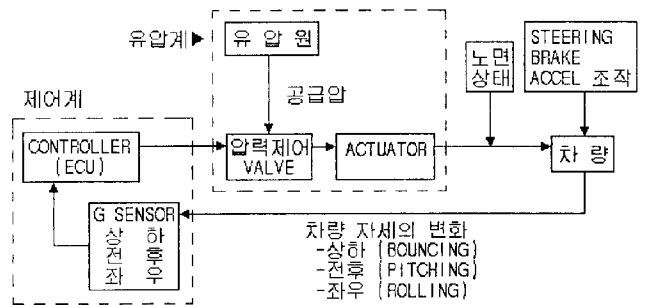 유압계▶
유 압 원
공급압
노면
상태
STEERING
BRAKE
ACCEL 조작
제어계
CONTROLLER
(ECU)
압력제어
VALVE
ACTUATOR
차 량
G SENSOR
상 하
전 후
좌 우
차량 자세의 변화
-상하 (BOUNCING)
-전후 (PITCHING)
-좌우 (ROLLING)